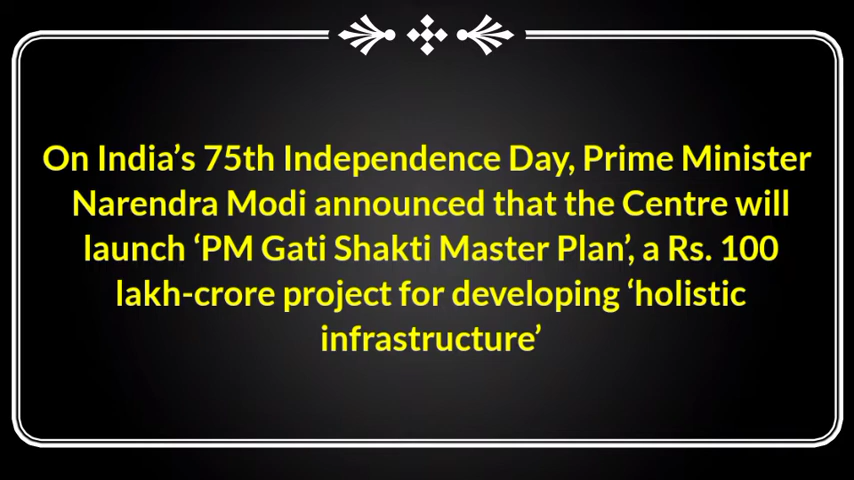 On India’s 75th Independence Day, Prime Minister
Narendra Modi announced that the Centre will
launch ‘PM Gati Shakti Master Plan’, a Rs. 100
lakh-crore project for developing ‘holistic
infrastructure’